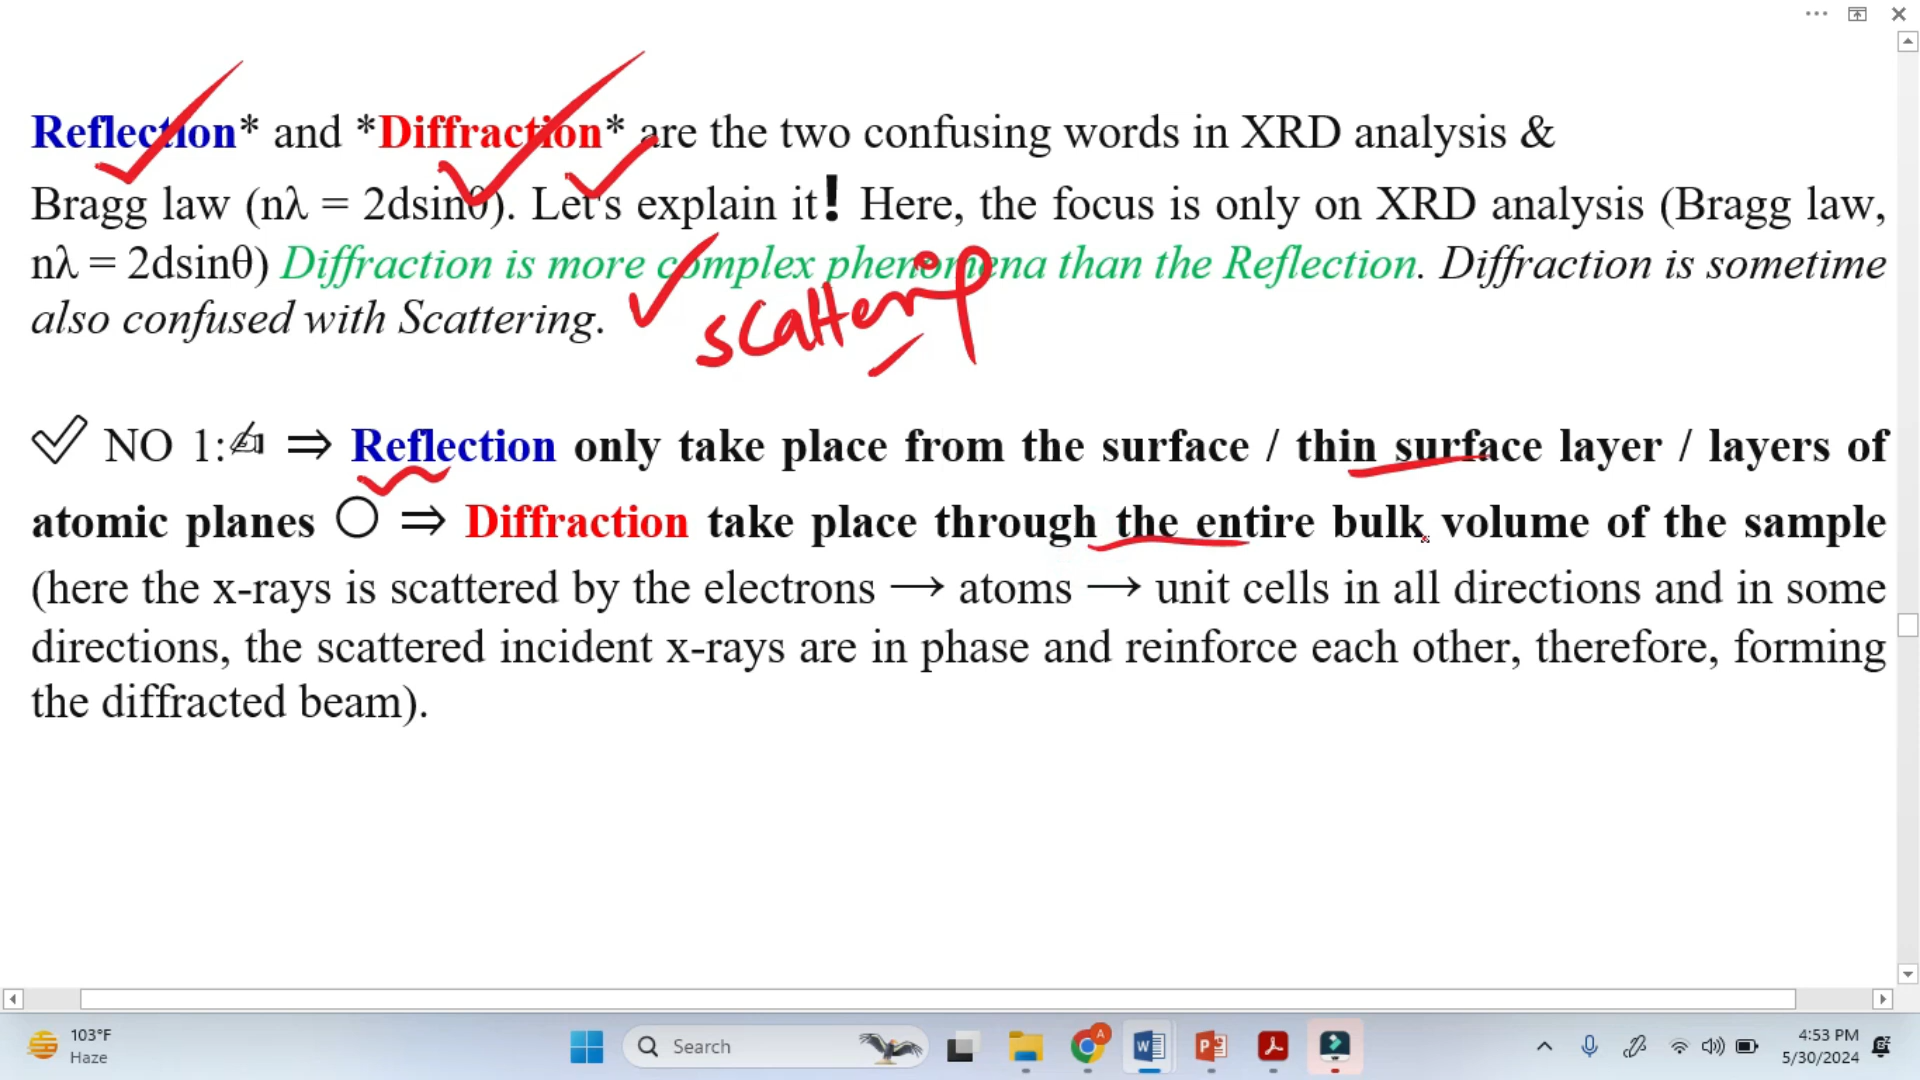 Reflection* and *Diffraction* are the two confusing words in XRD analysis &
Bragg law (nλ = 2dsinθ). Let's explain it! Here, the focus is only on XRD analysis (Bragg law,
nλ = 2dsinθ) Diffraction is more complex phenomena than the Reflection. Diffraction is sometime
also confused with Scattering.
scattering
NO 1: ⇒ Reflection only take place from the surface / thin surface layer / layers of
atomic planes ⇒ Diffraction take place through the entire bulk volume of the sample
(here the x-rays is scattered by the electrons → atoms → unit cells in all directions and in some
directions, the scattered incident x-rays are in phase and reinforce each other, therefore, forming
the diffracted beam).
103°F
Haze
Search
A
4:53 PM
5/30/2024